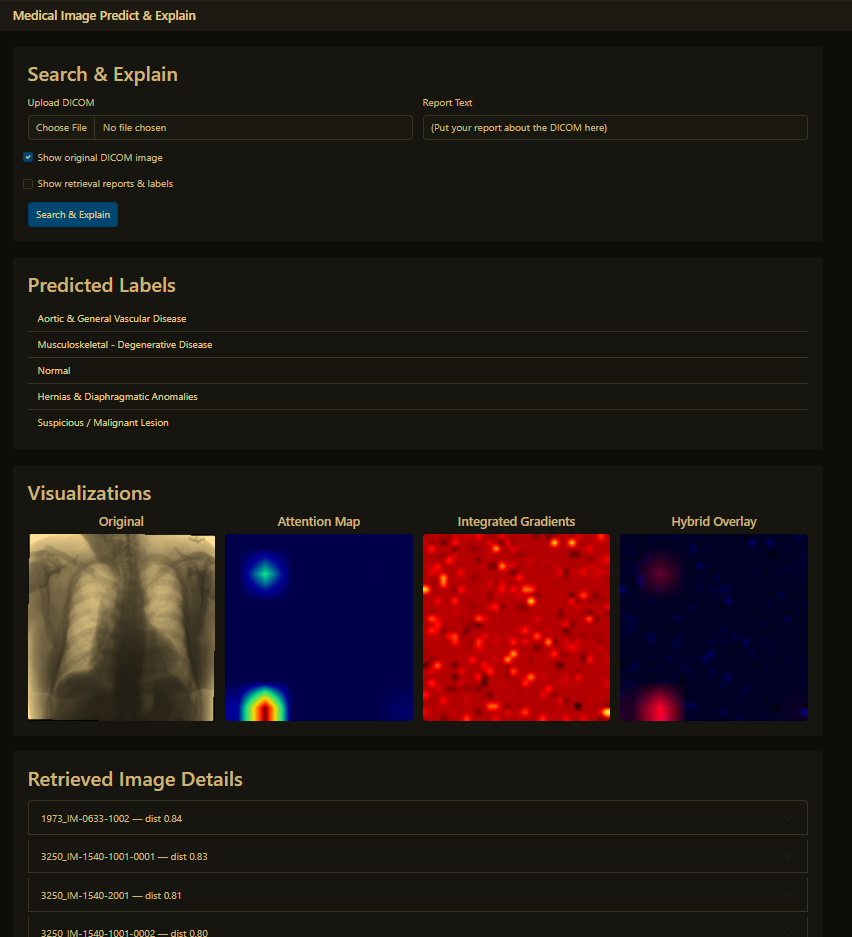 Medical Image Predict & Explain
Search & Explain
Upload DICOM
Report Text
Choose File No file chosen
(Put your report about the DICOM here)
Show original DICOM image
Show retrieval reports & labels
Search & Explain
Predicted Labels
Aortic & General Vascular Disease
Musculoskeletal - Degenerative Disease
Normal
Hernias & Diaphragmatic Anomalies
Suspicious / Malignant Lesion
Visualizations
Original
Attention Map
Integrated Gradients
Hybrid Overlay
Retrieved Image Details
1973_IM-0633-1002 — dist 0.84
3250_IM-1540-1001-0001 — dist 0.83
3250_IM-1540-2001 — dist 0.81
3250_IM-1540-1001-0002 — dist 0.80